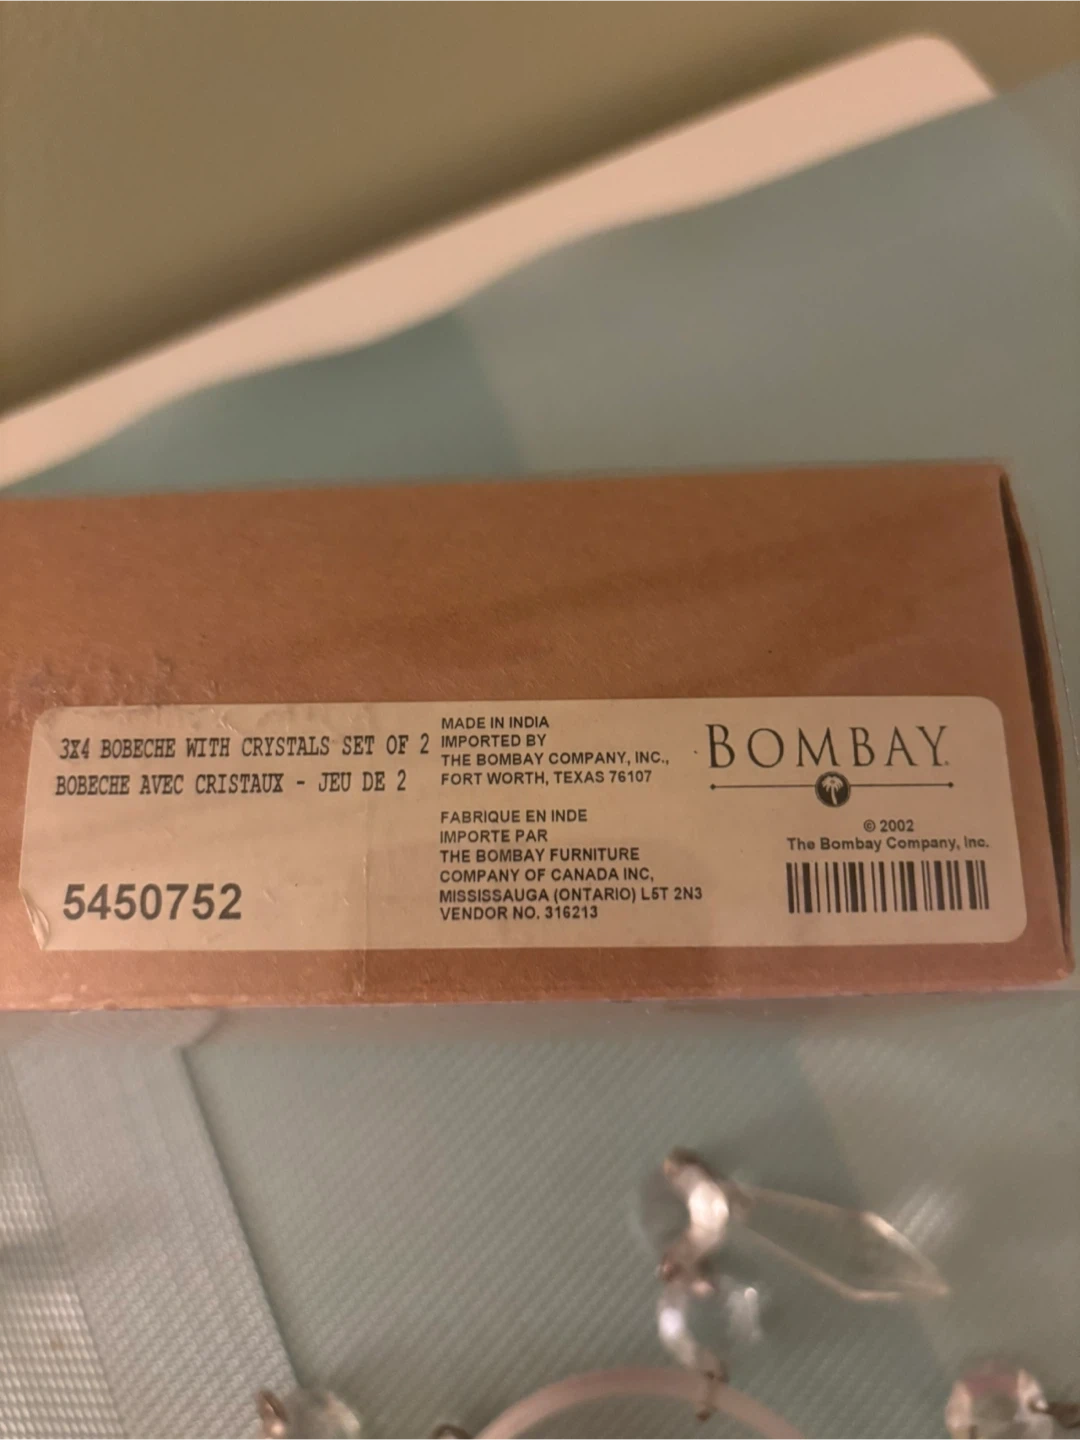 3X4 BOBECHE WITH CRYSTALS SET OF 2
BOBECHE AVEC CRISTAUX - JEU DE 2
5450752
MADE IN INDIA
IMPORTED BY
THE BOMBAY COMPANY, INC.,
FORT WORTH, TEXAS 76107
FABRIQUE EN INDE
IMPORTE PAR
THE BOMBAY FURNITURE
COMPANY OF CANADA INC,
MISSISSAUGA (ONTARIO) L5T 2N3
VENDOR NO. 316213
BOMBAY.
© 2002
The Bombay Company, Inc.